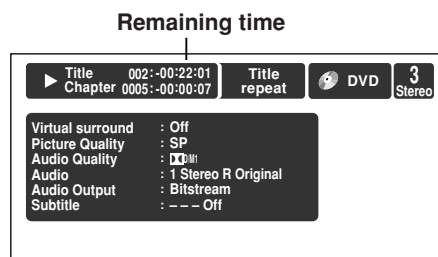 Remaining time
Title 002:-00:22:01
Chapter 0005:-00:00:07
Title repeat
DVD
3
Stereo
Virtual surround : Off
Picture Quality : SP
Audio Quality : D/M1
Audio : 1 Stereo R Original
Audio Output : Bitstream
Subtitle : – – – Off